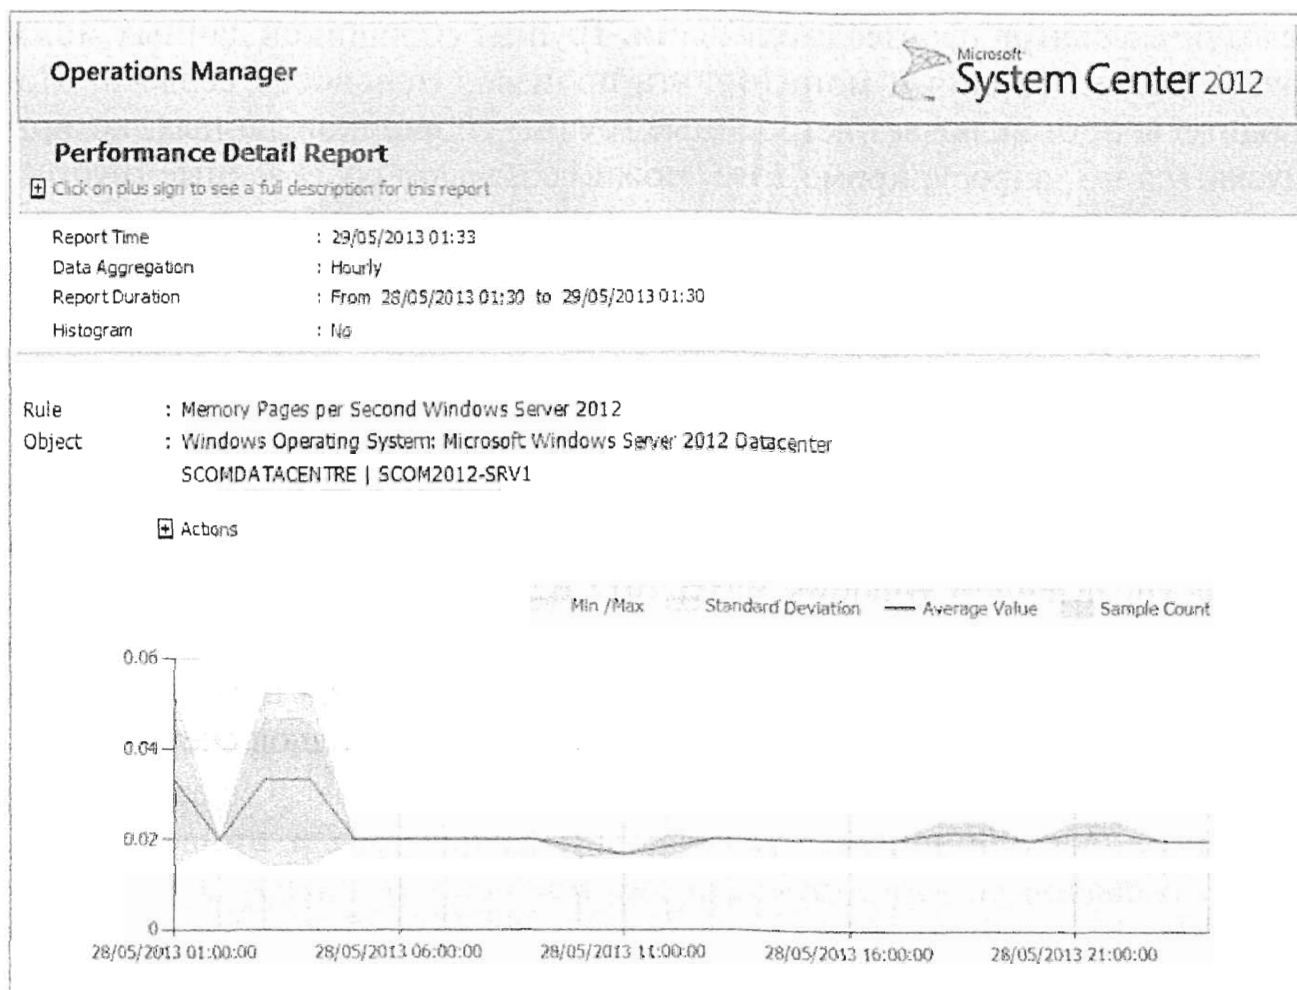 Operations Manager
Microsoft
System Center 2012
Performance Detail Report
Click on plus sign to see a full description for this report
Report Time : 29/05/2013 01:33
Data Aggregation : Hourly
Report Duration : From 28/05/2013 01:30 to 29/05/2013 01:30
Histogram : No
Rule : Memory Pages per Second Windows Server 2012
Object : Windows Operating System: Microsoft Windows Server 2012 Datacenter
SCOMDATACENTRE | SCOM2012-SRV1
Actions
Min /Max Standard Deviation Average Value Sample Count
0.06
0.04
0.02
0
28/05/2013 01:00:00 28/05/2013 06:00:00 28/05/2013 11:00:00 28/05/2013 16:00:00 28/05/2013 21:00:00